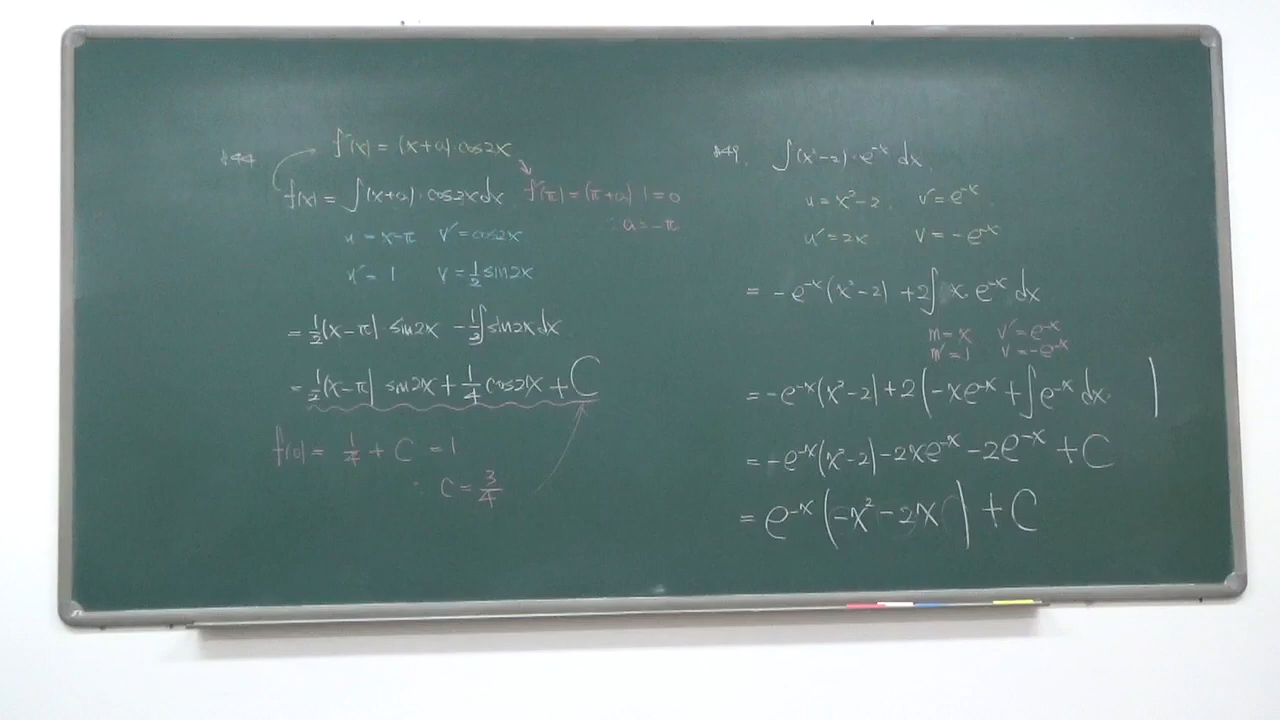 #44 f'(x) = (x+a)·cos2x
f(x) = ∫(x+a)·cos2x dx f'(π) = (π+a)·1 = 0
∴ a = -π
u = x-π v' = cos2x
u' = 1 v = 1/2 sin2x
= 1/2(x-π)·sin2x - 1/2∫sin2x dx
= 1/2(x-π) sin2x + 1/4 cos2x + C
f(0) = 1/4 + C = 1
∴ C = 3/4
#49. ∫(x²-2)·e^-x dx
u = x²-2 v' = e^-x
u' = 2x v = -e^-x
= -e^-x(x²-2) + 2∫x·e^-x dx
m = x v' = e^-x
m' = 1 v = -e^-x
= -e^-x(x²-2) + 2(-xe^-x + ∫e^-x dx )
= -e^-x(x²-2) - 2xe^-x - 2e^-x + C
= e^-x(-x²-2x) + C